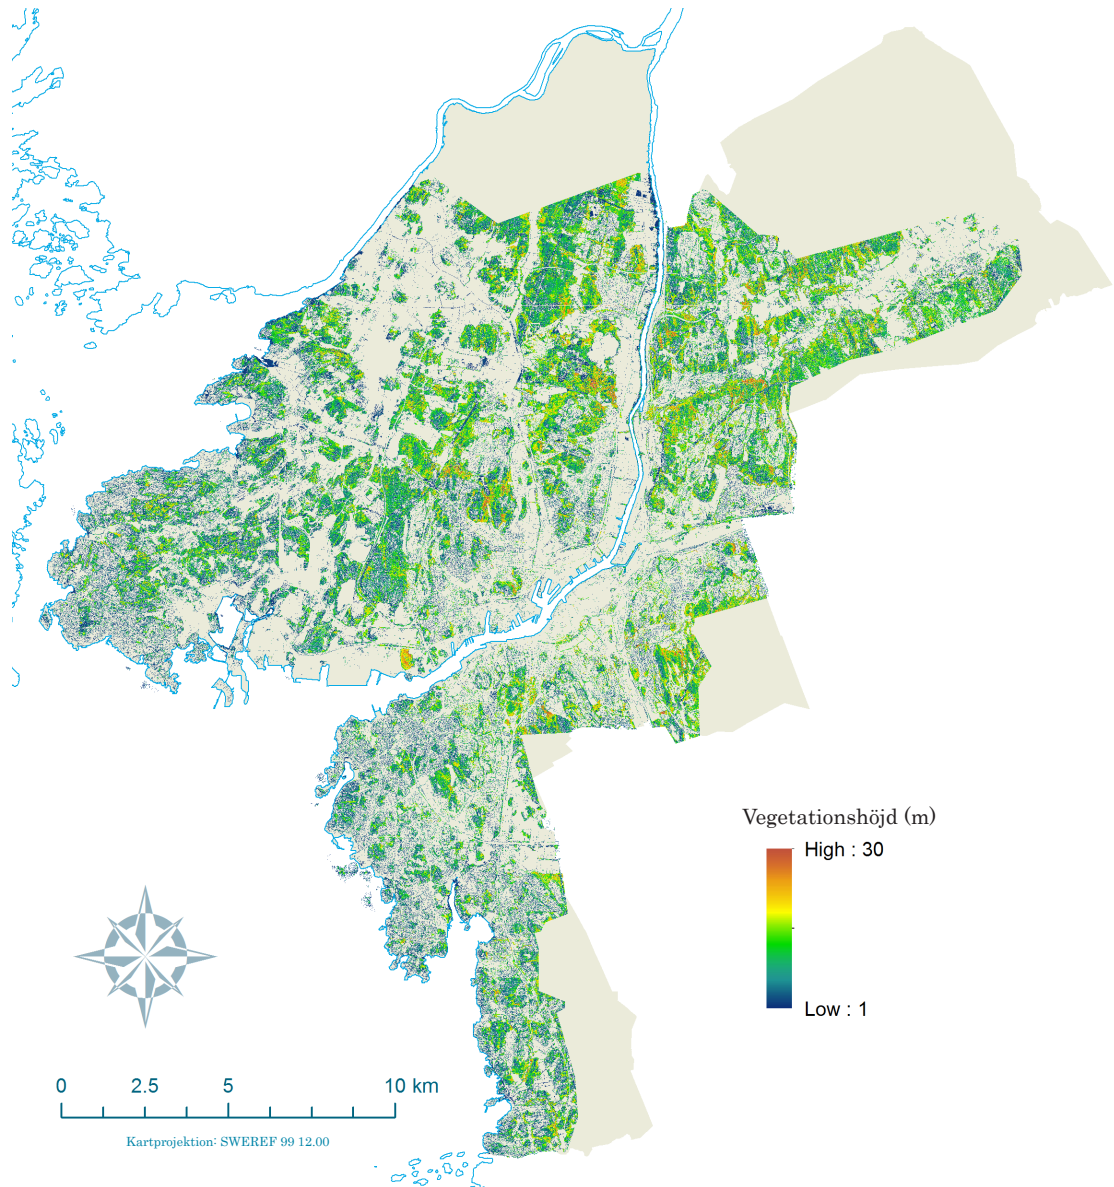 Vegetationshöjd (m)
High : 30
Low : 1
0 2.5 5 10 km
Kartprojektion: SWEREF 99 12.00